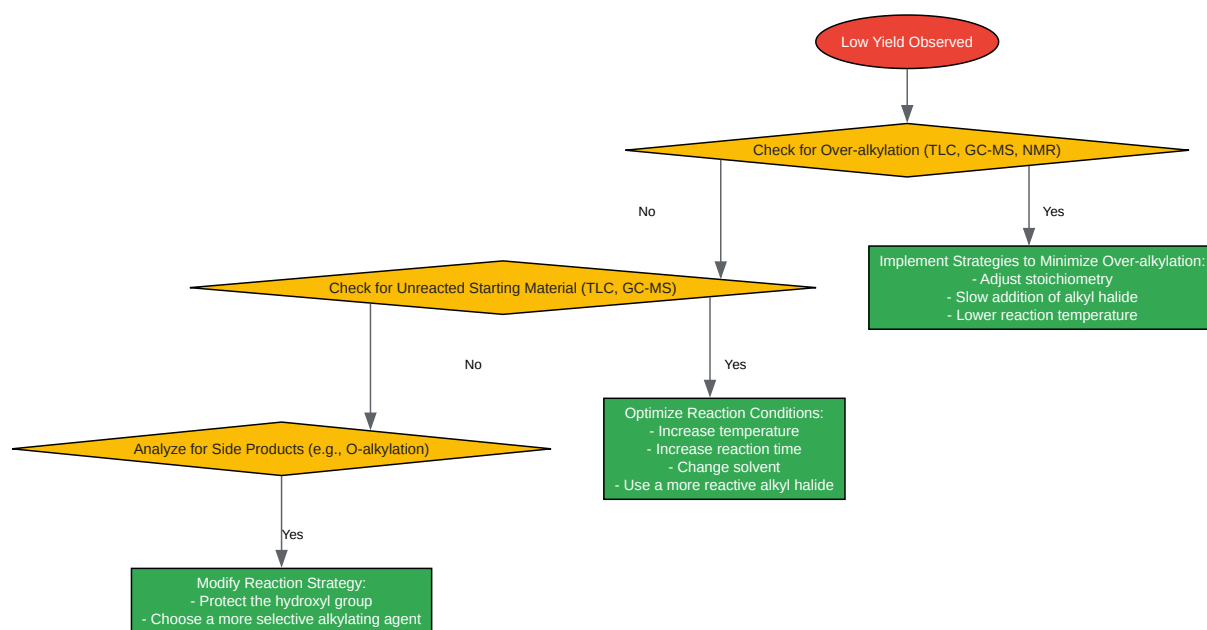 Low Yield Observed
Check for Over-alkylation (TLC, GC-MS, NMR)
No
Yes
Implement Strategies to Minimize Over-alkylation:
- Adjust stoichiometry
- Slow addition of alkyl halide
- Lower reaction temperature
Check for Unreacted Starting Material (TLC, GC-MS)
No
Yes
Optimize Reaction Conditions:
- Increase temperature
- Increase reaction time
- Change solvent
- Use a more reactive alkyl halide
Analyze for Side Products (e.g., O-alkylation)
Yes
Modify Reaction Strategy:
- Protect the hydroxyl group
- Choose a more selective alkylating agent